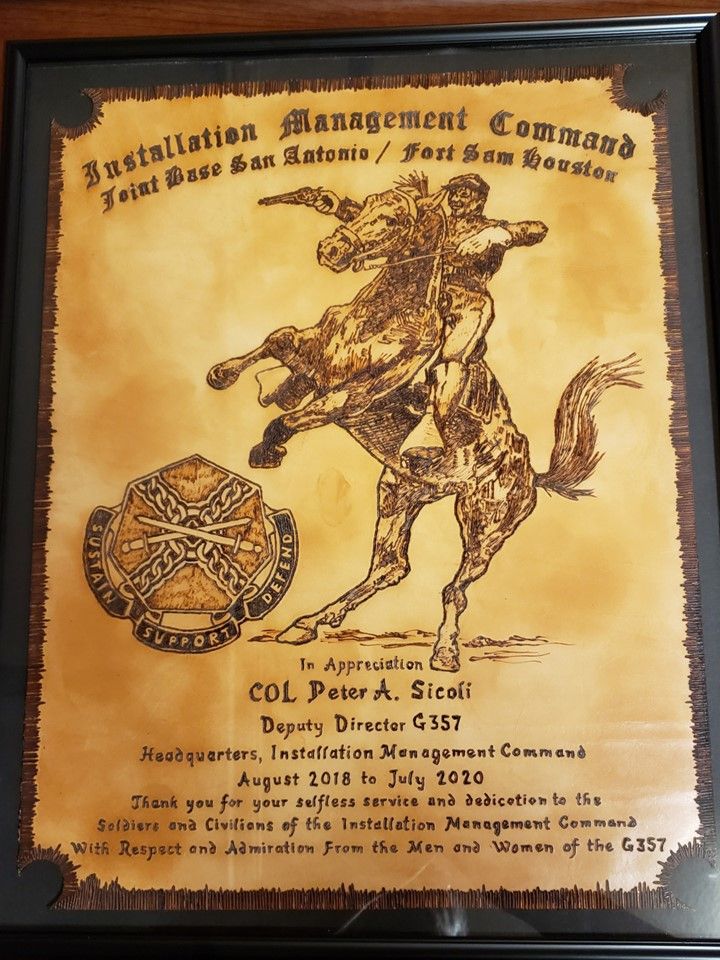 Installation Management Command
Joint Base San Antonio / Fort Sam Houston
SUSTAIN
SUPPORT
DEFEND
In Appreciation
COL Peter A. Sicoli
Deputy Director G357
Headquarters, Installation Management Command
August 2018 to July 2020
Thank you for your selfless service and dedication to the
Soldiers and Civilians of the Installation Management Command
With Respect and Admiration From the Men and Women of the G357